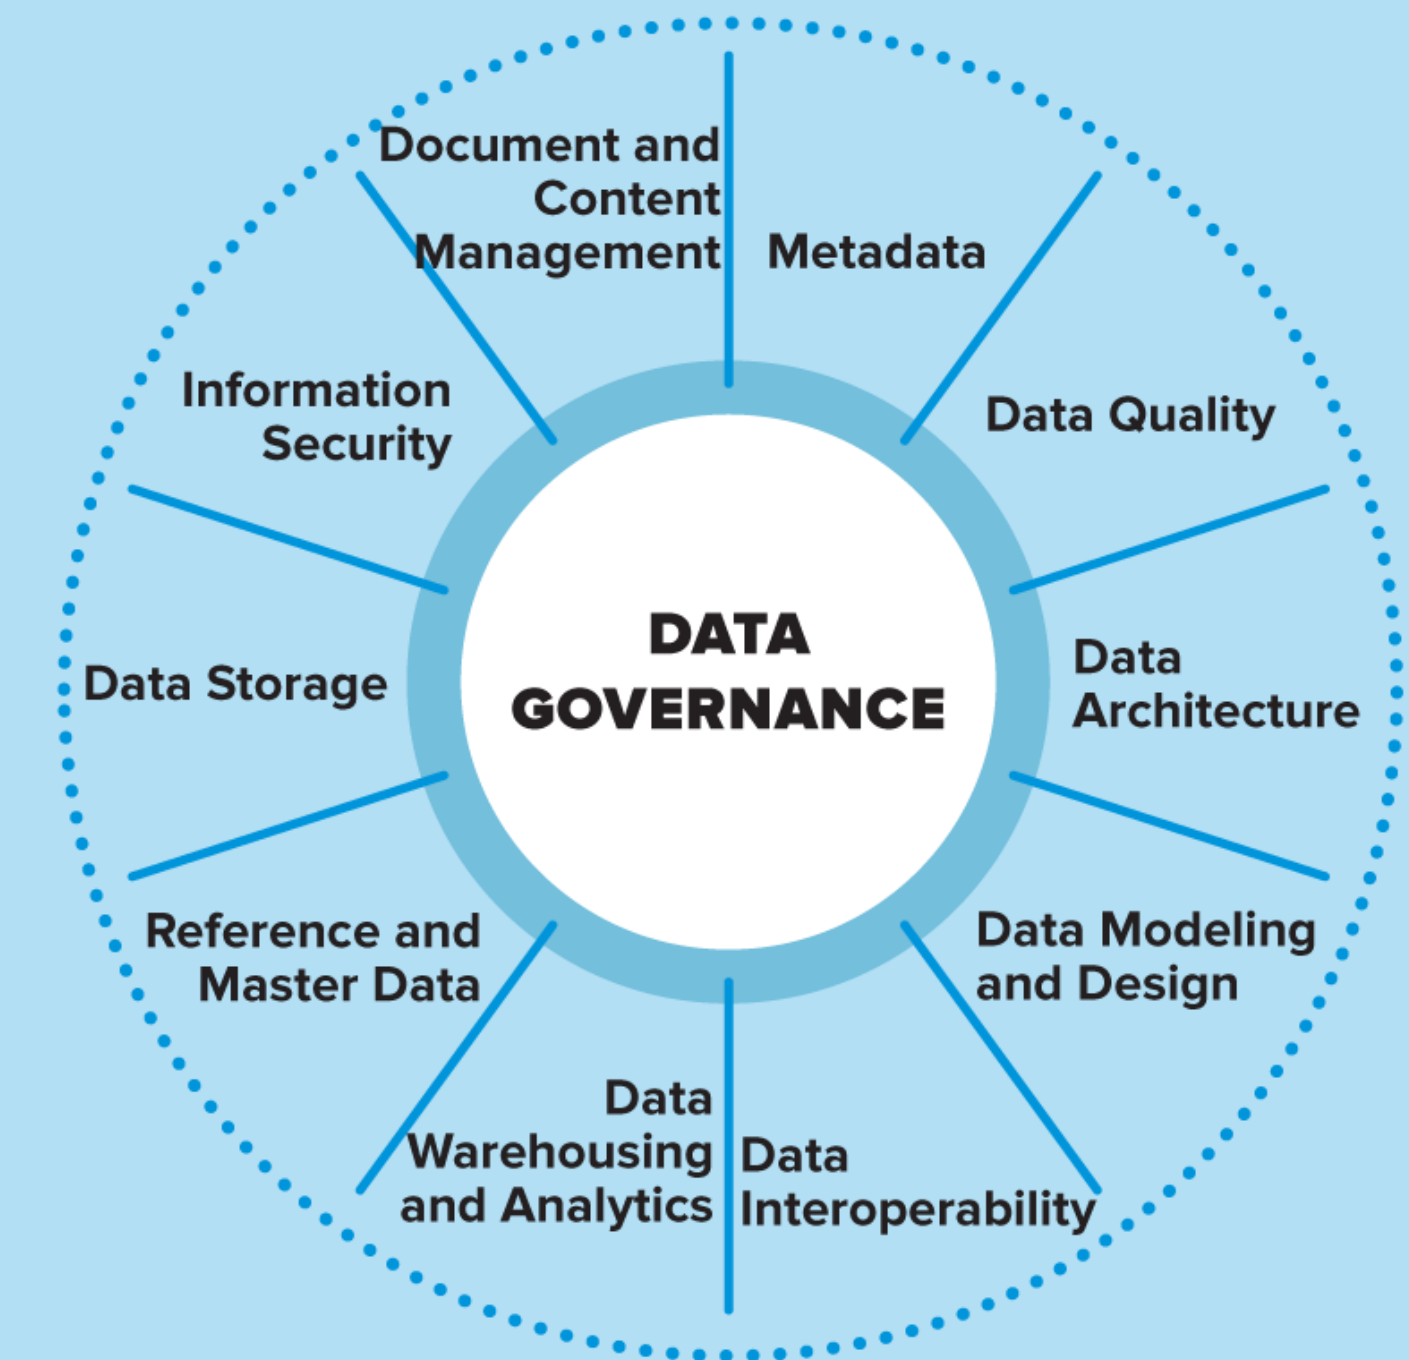 Document and
Content
Management
Metadata
Data Quality
Data
Architecture
Data Modeling
and Design
Data
Interoperability
Data
Warehousing
and Analytics
Reference and
Master Data
Data Storage
Information
Security
DATA
GOVERNANCE